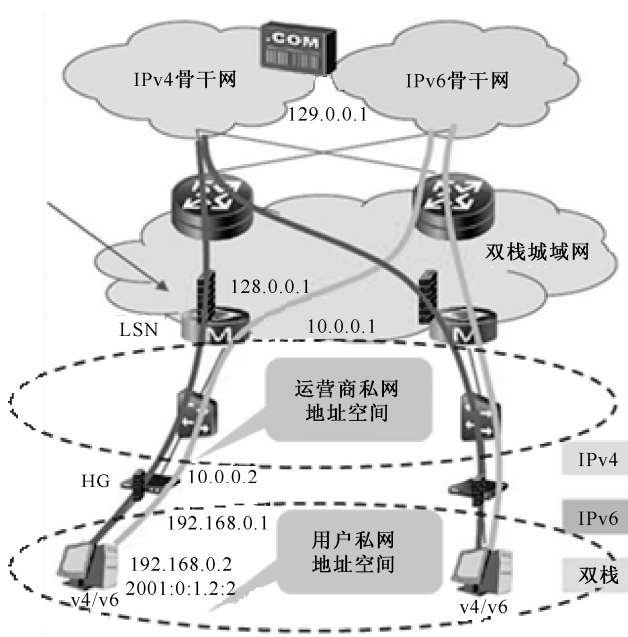 .COM
IPv4骨干网
IPv6骨干网
129.0.0.1
双栈城域网
128.0.0.1
LSN
10.0.0.1
M
M
运营商私网
地址空间
IPv4
HG
10.0.0.2
192.168.0.1
IPv6
用户私网
地址空间
192.168.0.2
2001:0:1.2:2
双栈
v4/v6
v4/v6